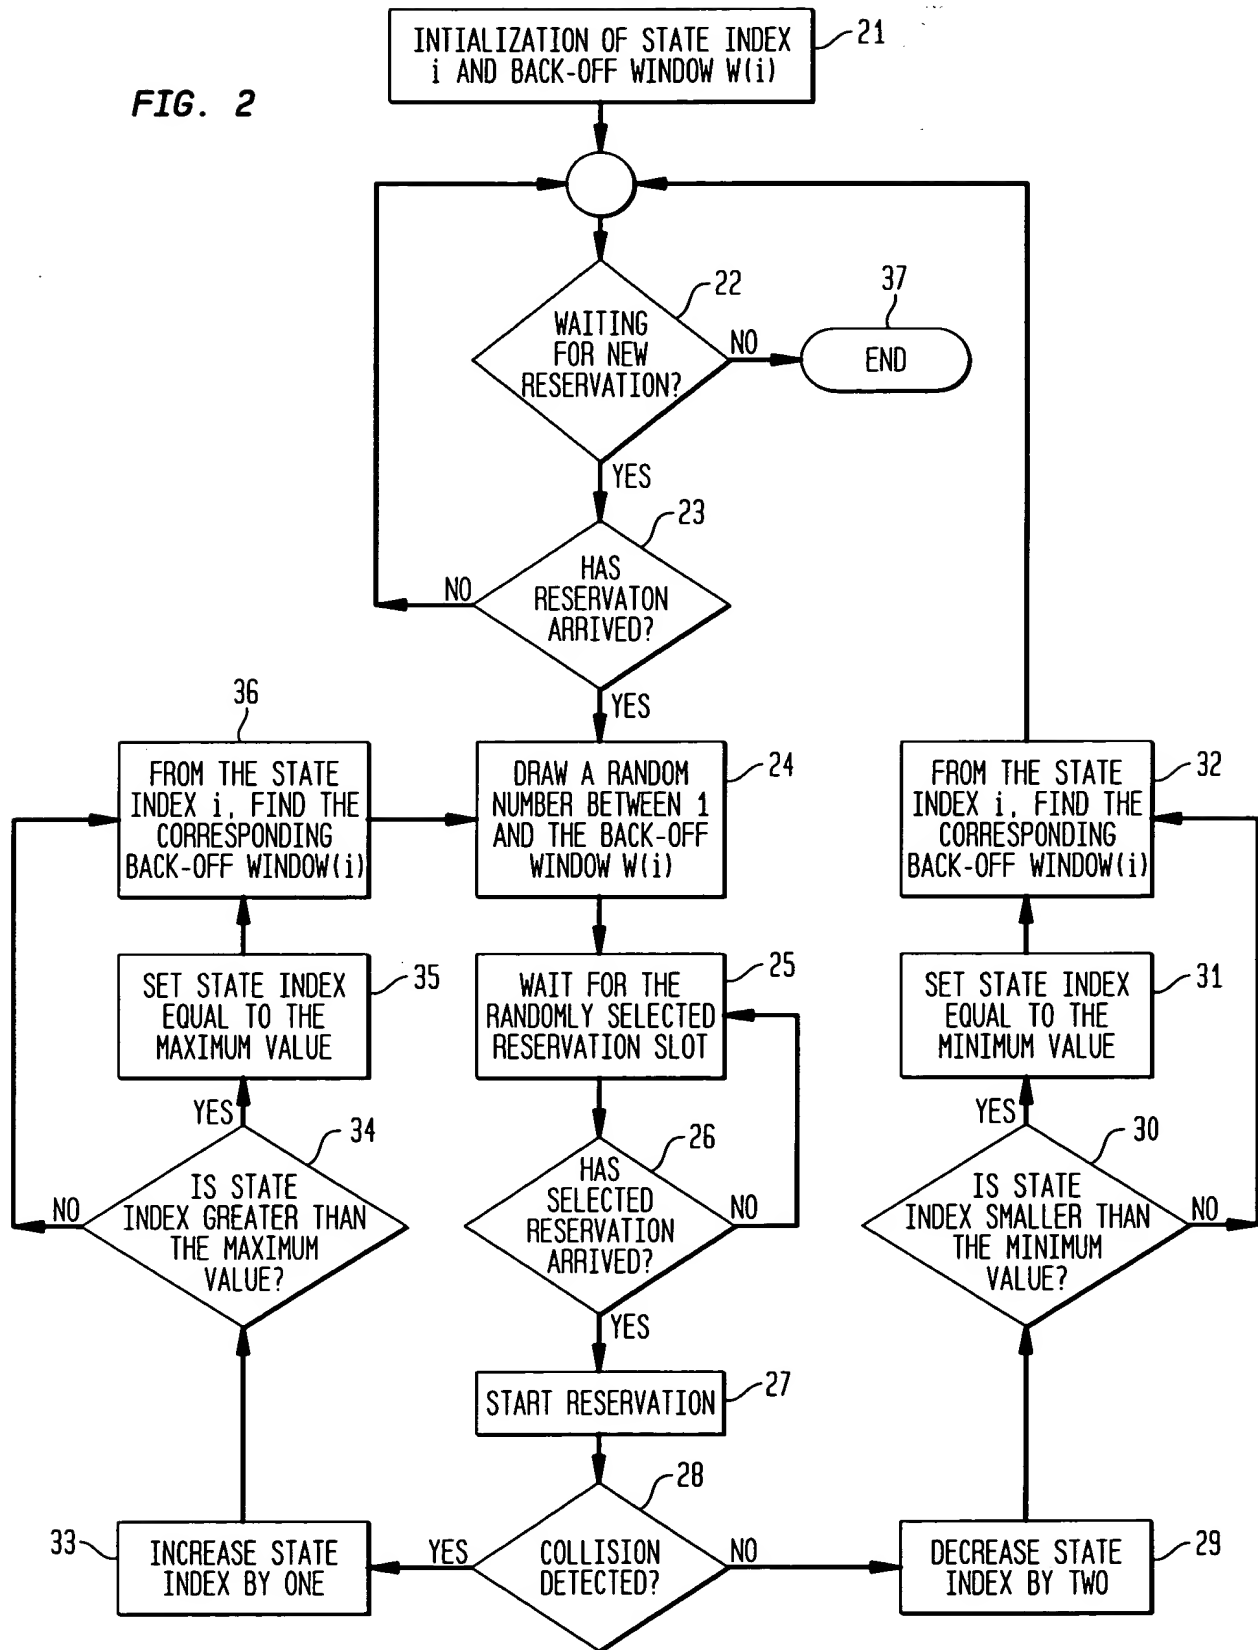 FIG. 2
INTIALIZATION OF STATE INDEX
i AND BACK-OFF WINDOW W(i)
21
WAITING
FOR NEW
RESERVATION?
22
NO
END
37
YES
HAS
RESERVATON
ARRIVED?
23
NO
YES
36
FROM THE STATE
INDEX i, FIND THE
CORRESPONDING
BACK-OFF WINDOW(i)
DRAW A RANDOM
NUMBER BETWEEN 1
AND THE BACK-OFF
WINDOW W(i)
24
FROM THE STATE
INDEX i, FIND THE
CORRESPONDING
BACK-OFF WINDOW(i)
32
SET STATE INDEX
EQUAL TO THE
MAXIMUM VALUE
35
WAIT FOR THE
RANDOMLY SELECTED
RESERVATION SLOT
25
SET STATE INDEX
EQUAL TO THE
MINIMUM VALUE
31
YES
IS STATE
INDEX GREATER THAN
THE MAXIMUM
VALUE?
34
NO
HAS
SELECTED
RESERVATION
ARRIVED?
26
NO
YES
YES
IS STATE
INDEX SMALLER THAN
THE MINIMUM
VALUE?
30
NO
START RESERVATION
27
COLLISION
DETECTED?
28
YES
NO
33
INCREASE STATE
INDEX BY ONE
DECREASE STATE
INDEX BY TWO
29